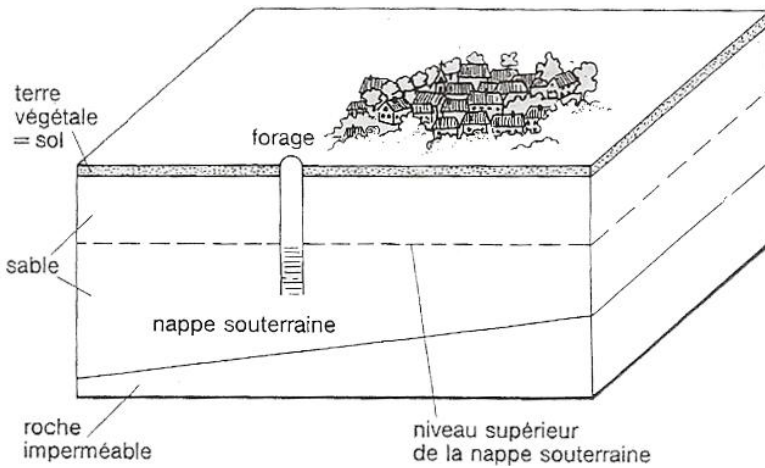 terre
végétale
= sol
forage
sable
nappe souterraine
roche
imperméable
niveau supérieur
de la nappe souterraine